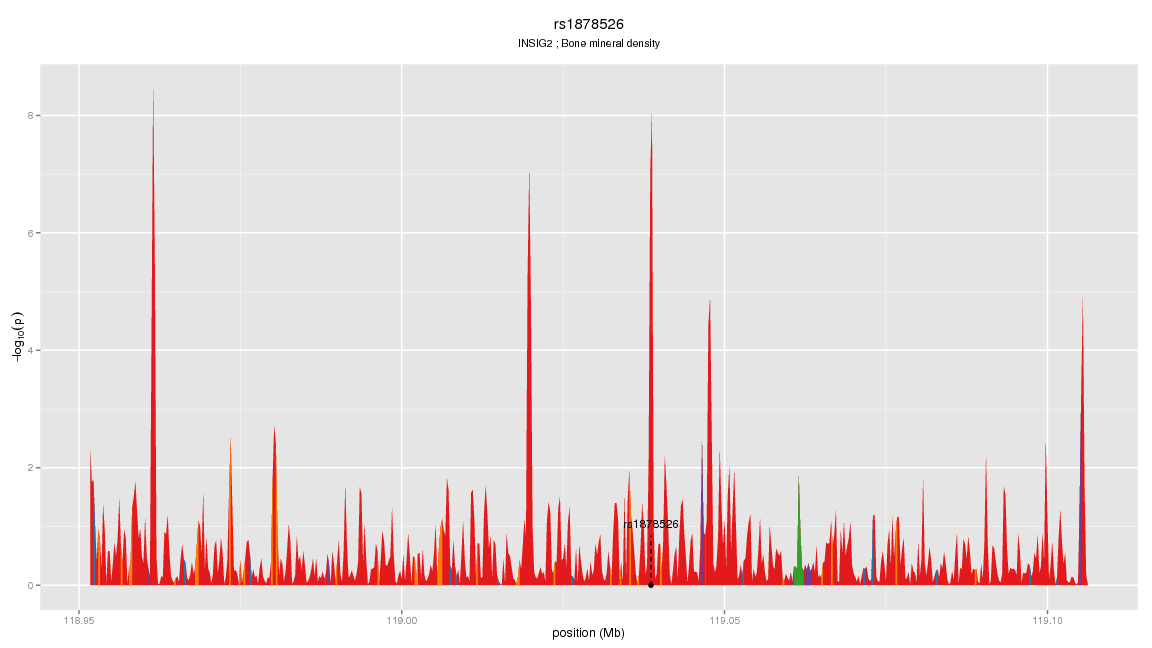 rs1878526
INSIG2 ; Bone mineral density
−log10(p)
8
6
4
2
0
rs1878526
118.95 119.00 119.05 119.10
position (Mb)